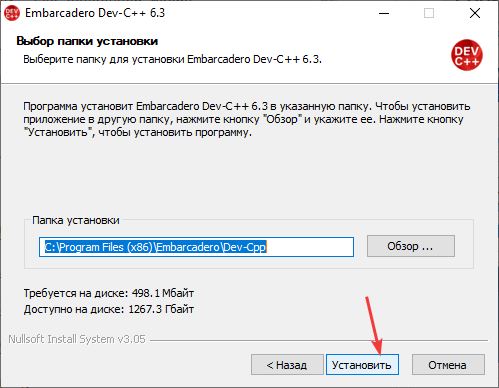 Embarcadero Dev-C++ 6.3
Выбор папки установки
Выберите папку для установки Embarcadero Dev-C++ 6.3.
DEV
C++
Программа установит Embarcadero Dev-C++ 6.3 в указанную папку. Чтобы установить
приложение в другую папку, нажмите кнопку "Обзор" и укажите ее. Нажмите кнопку
"Установить", чтобы установить программу.
Папка установки
C:\Program Files (x86)\Embarcadero\Dev-Cpp
Обзор ...
Требуется на диске: 498.1 Мбайт
Доступно на диске: 1267.3 Гбайт
Nullsoft Install System v3.05
< Назад
Установить
Отмена